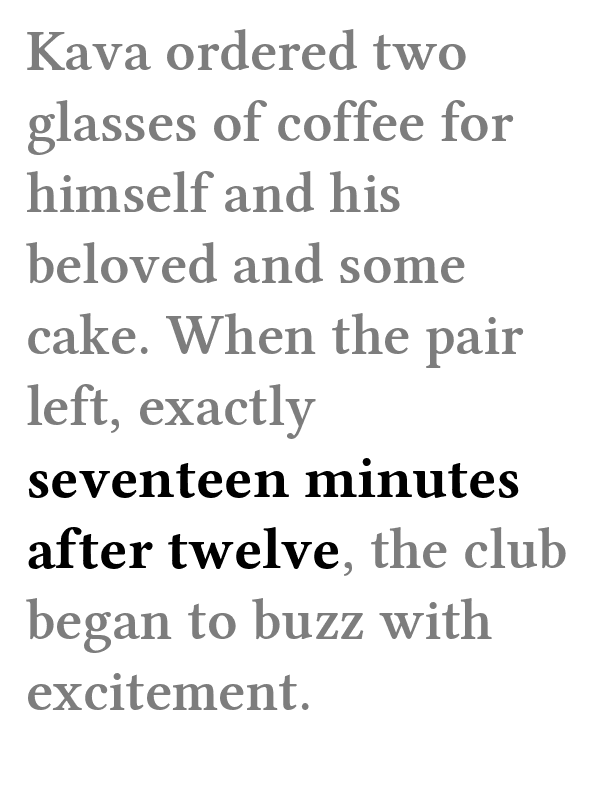 Kava ordered two
glasses of coffee for
himself and his
beloved and some
cake. When the pair
left, exactly
seventeen minutes
after twelve, the club
began to buzz with
excitement.